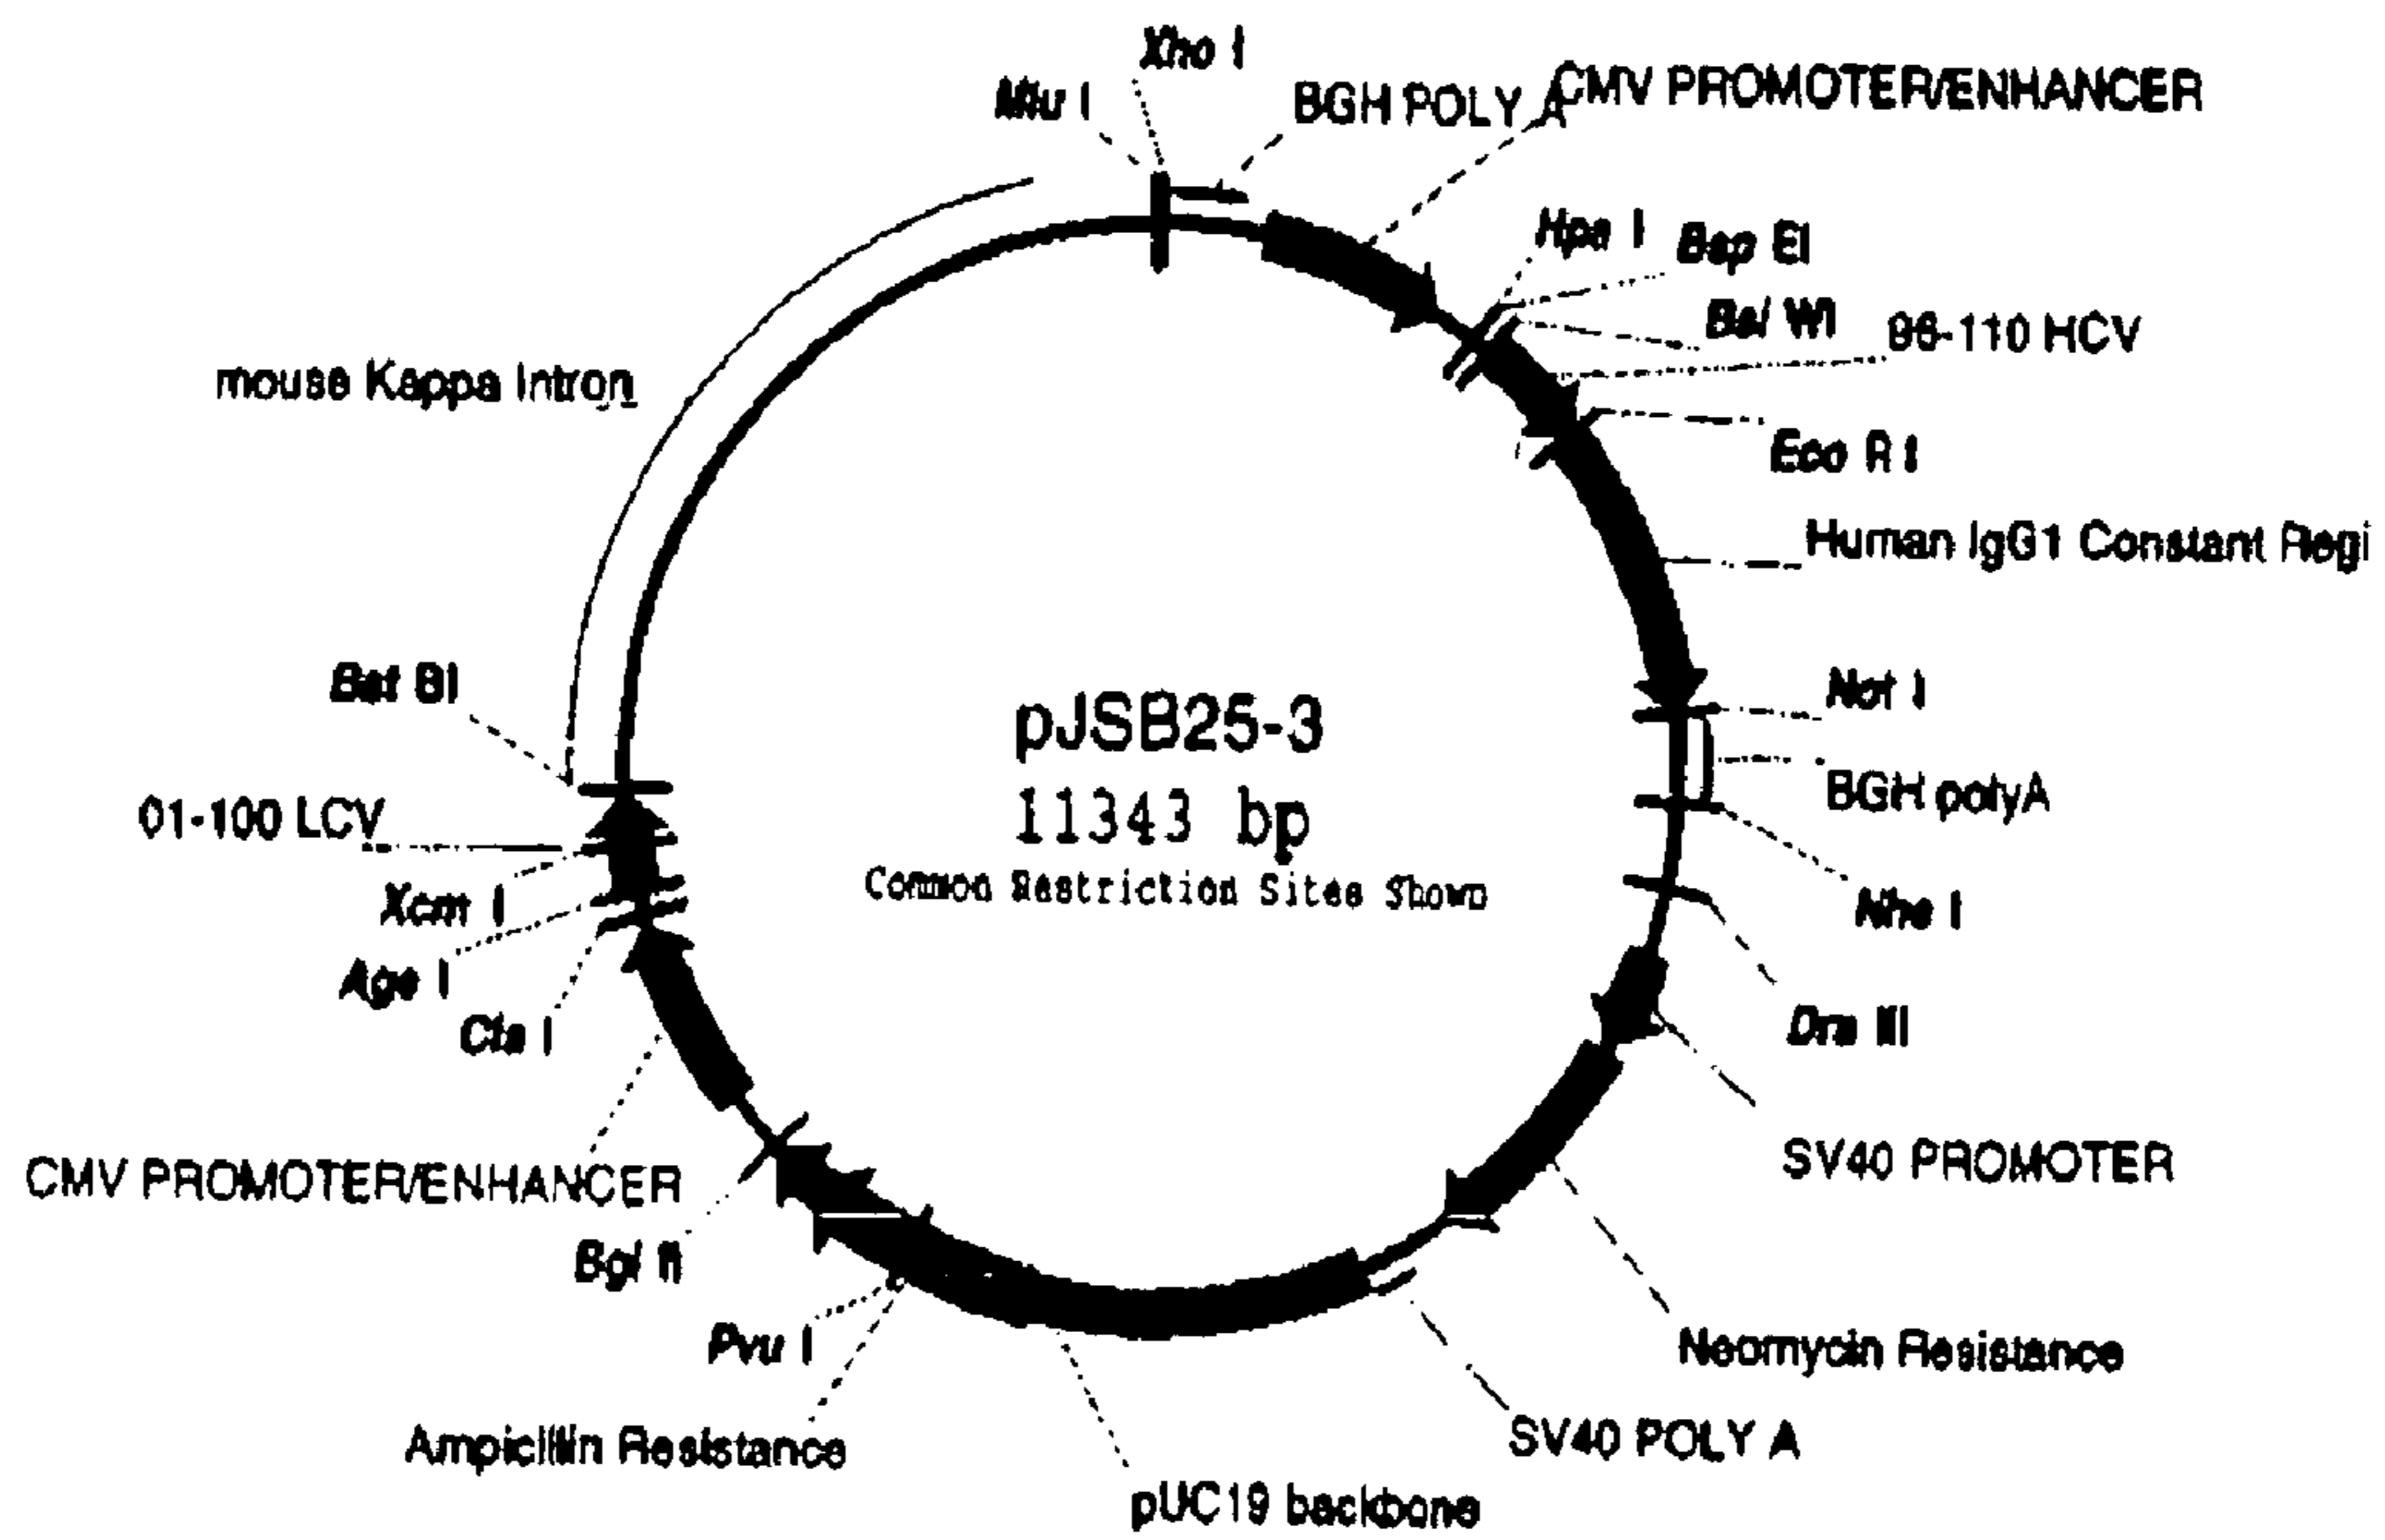 Xho I
Mlu I
BGH POLY A
CMV PROMOTER/ENHANCER
Hpa I
Bsp EI
Bsi WI
96-110 HCV
Eco R I
Human IgG1 Constant Regi
mouse Kappa Intron
Not I
BGH polyA
Nhe I
Dra III
SV40 PROMOTER
Neomycin Resistance
SV40 POLY A
pUC19 backbone
Ampicillin Resistance
Pvu I
Bgl II
CMV PROMOTER/ENHANCER
Cla I
Age I
Xcm I
01-100 LCV
pJSB25-3
11343 bp
Common Restriction Sites Shown